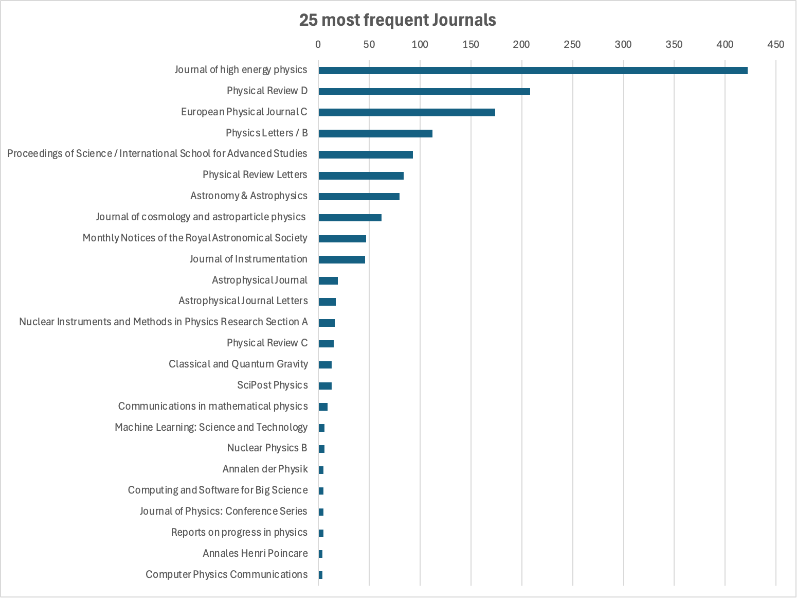 25 most frequent Journals
0 50 100 150 200 250 300 350 400 450
Journal of high energy physics
Physical Review D
European Physical Journal C
Physics Letters / B
Proceedings of Science / International School for Advanced Studies
Physical Review Letters
Astronomy & Astrophysics
Journal of cosmology and astroparticle physics
Monthly Notices of the Royal Astronomical Society
Journal of Instrumentation
Astrophysical Journal
Astrophysical Journal Letters
Nuclear Instruments and Methods in Physics Research Section A
Physical Review C
Classical and Quantum Gravity
SciPost Physics
Communications in mathematical physics
Machine Learning: Science and Technology
Nuclear Physics B
Annalen der Physik
Computing and Software for Big Science
Journal of Physics: Conference Series
Reports on progress in physics
Annales Henri Poincare
Computer Physics Communications